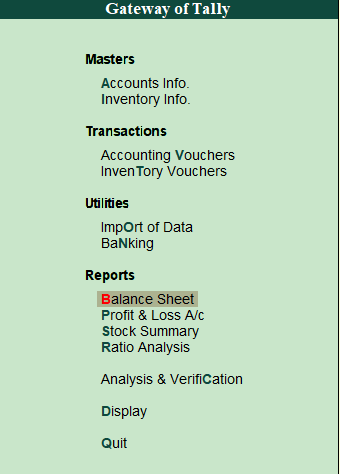 Gateway of Tally
Masters
Accounts Info.
Inventory Info.
Transactions
Accounting Vouchers
InvenTory Vouchers
Utilities
ImpOrt of Data
BaNking
Reports
Balance Sheet
Profit & Loss A/c
Stock Summary
Ratio Analysis
Analysis & VerifiCation
Display
Quit